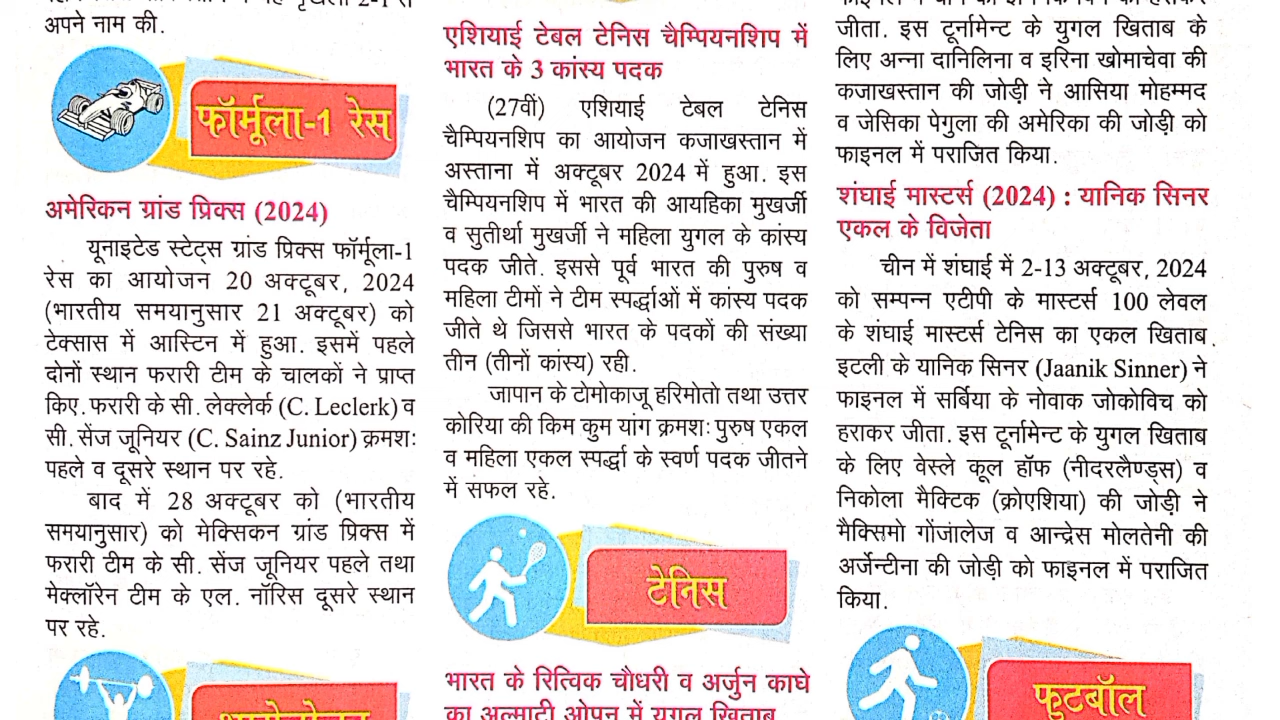 अपने नाम की.
फॉर्मूला-1 रेस
अमेरिकन ग्रांड प्रिक्स (2024)
यूनाइटेड स्टेट्स ग्रांड प्रिक्स फॉर्मूला-1
रेस का आयोजन 20 अक्टूबर, 2024
(भारतीय समयानुसार 21 अक्टूबर) को
टेक्सास में आस्टिन में हुआ. इसमें पहले
दोनों स्थान फरारी टीम के चालकों ने प्राप्त
किए. फरारी के सी. लेक्लेर्क (C. Leclerk) व
सी. सेंज जूनियर (C. Sainz Junior) क्रमशः
पहले व दूसरे स्थान पर रहे.
बाद में 28 अक्टूबर को (भारतीय
समयानुसार) को मेक्सिकन ग्रांड प्रिक्स में
फरारी टीम के सी. सेंज जूनियर पहले तथा
मेक्लॉरेन टीम के एल. नॉरिस दूसरे स्थान
पर रहे.
एशियाई टेबल टेनिस चैम्पियनशिप में
भारत के 3 कांस्य पदक
(27वीं) एशियाई टेबल टेनिस
चैम्पियनशिप का आयोजन कजाखस्तान में
अस्ताना में अक्टूबर 2024 में हुआ. इस
चैम्पियनशिप में भारत की आयहिका मुखर्जी
व सुतीर्था मुखर्जी ने महिला युगल के कांस्य
पदक जीते. इससे पूर्व भारत की पुरुष व
महिला टीमों ने टीम स्पर्द्धाओं में कांस्य पदक
जीते थे जिससे भारत के पदकों की संख्या
तीन (तीनों कांस्य) रही.
जापान के टोमोकाजू हरिमोतो तथा उत्तर
कोरिया की किम कुम यांग क्रमशः पुरुष एकल
व महिला एकल स्पर्द्धा के स्वर्ण पदक जीतने
में सफल रहे.
टेनिस
भारत के रित्विक चौधरी व अर्जुन काघे
का अल्माटी ओपन में युगल खिताब
जीता. इस टूर्नामेन्ट के युगल खिताब के
लिए अन्ना दानिलिना व इरिना खोमाचेवा की
कजाखस्तान की जोड़ी ने आसिया मोहम्मद
व जेसिका पेगुला की अमेरिका की जोड़ी को
फाइनल में पराजित किया.
शंघाई मास्टर्स (2024) : यानिक सिनर
एकल के विजेता
चीन में शंघाई में 2-13 अक्टूबर, 2024
को सम्पन्न एटीपी के मास्टर्स 100 लेवल
के शंघाई मास्टर्स टेनिस का एकल खिताब
इटली के यानिक सिनर (Jaanik Sinner) ने
फाइनल में सर्बिया के नोवाक जोकोविच को
हराकर जीता. इस टूर्नामेन्ट के युगल खिताब
के लिए वेस्ले कूल हॉफ (नीदरलैण्ड्स) व
निकोला मैक्टिक (क्रोएशिया) की जोड़ी ने
मैक्सिमो गोंजालेज व आन्द्रेस मोलतेनी की
अर्जेन्टीना की जोड़ी को फाइनल में पराजित
किया.
फुटबॉल